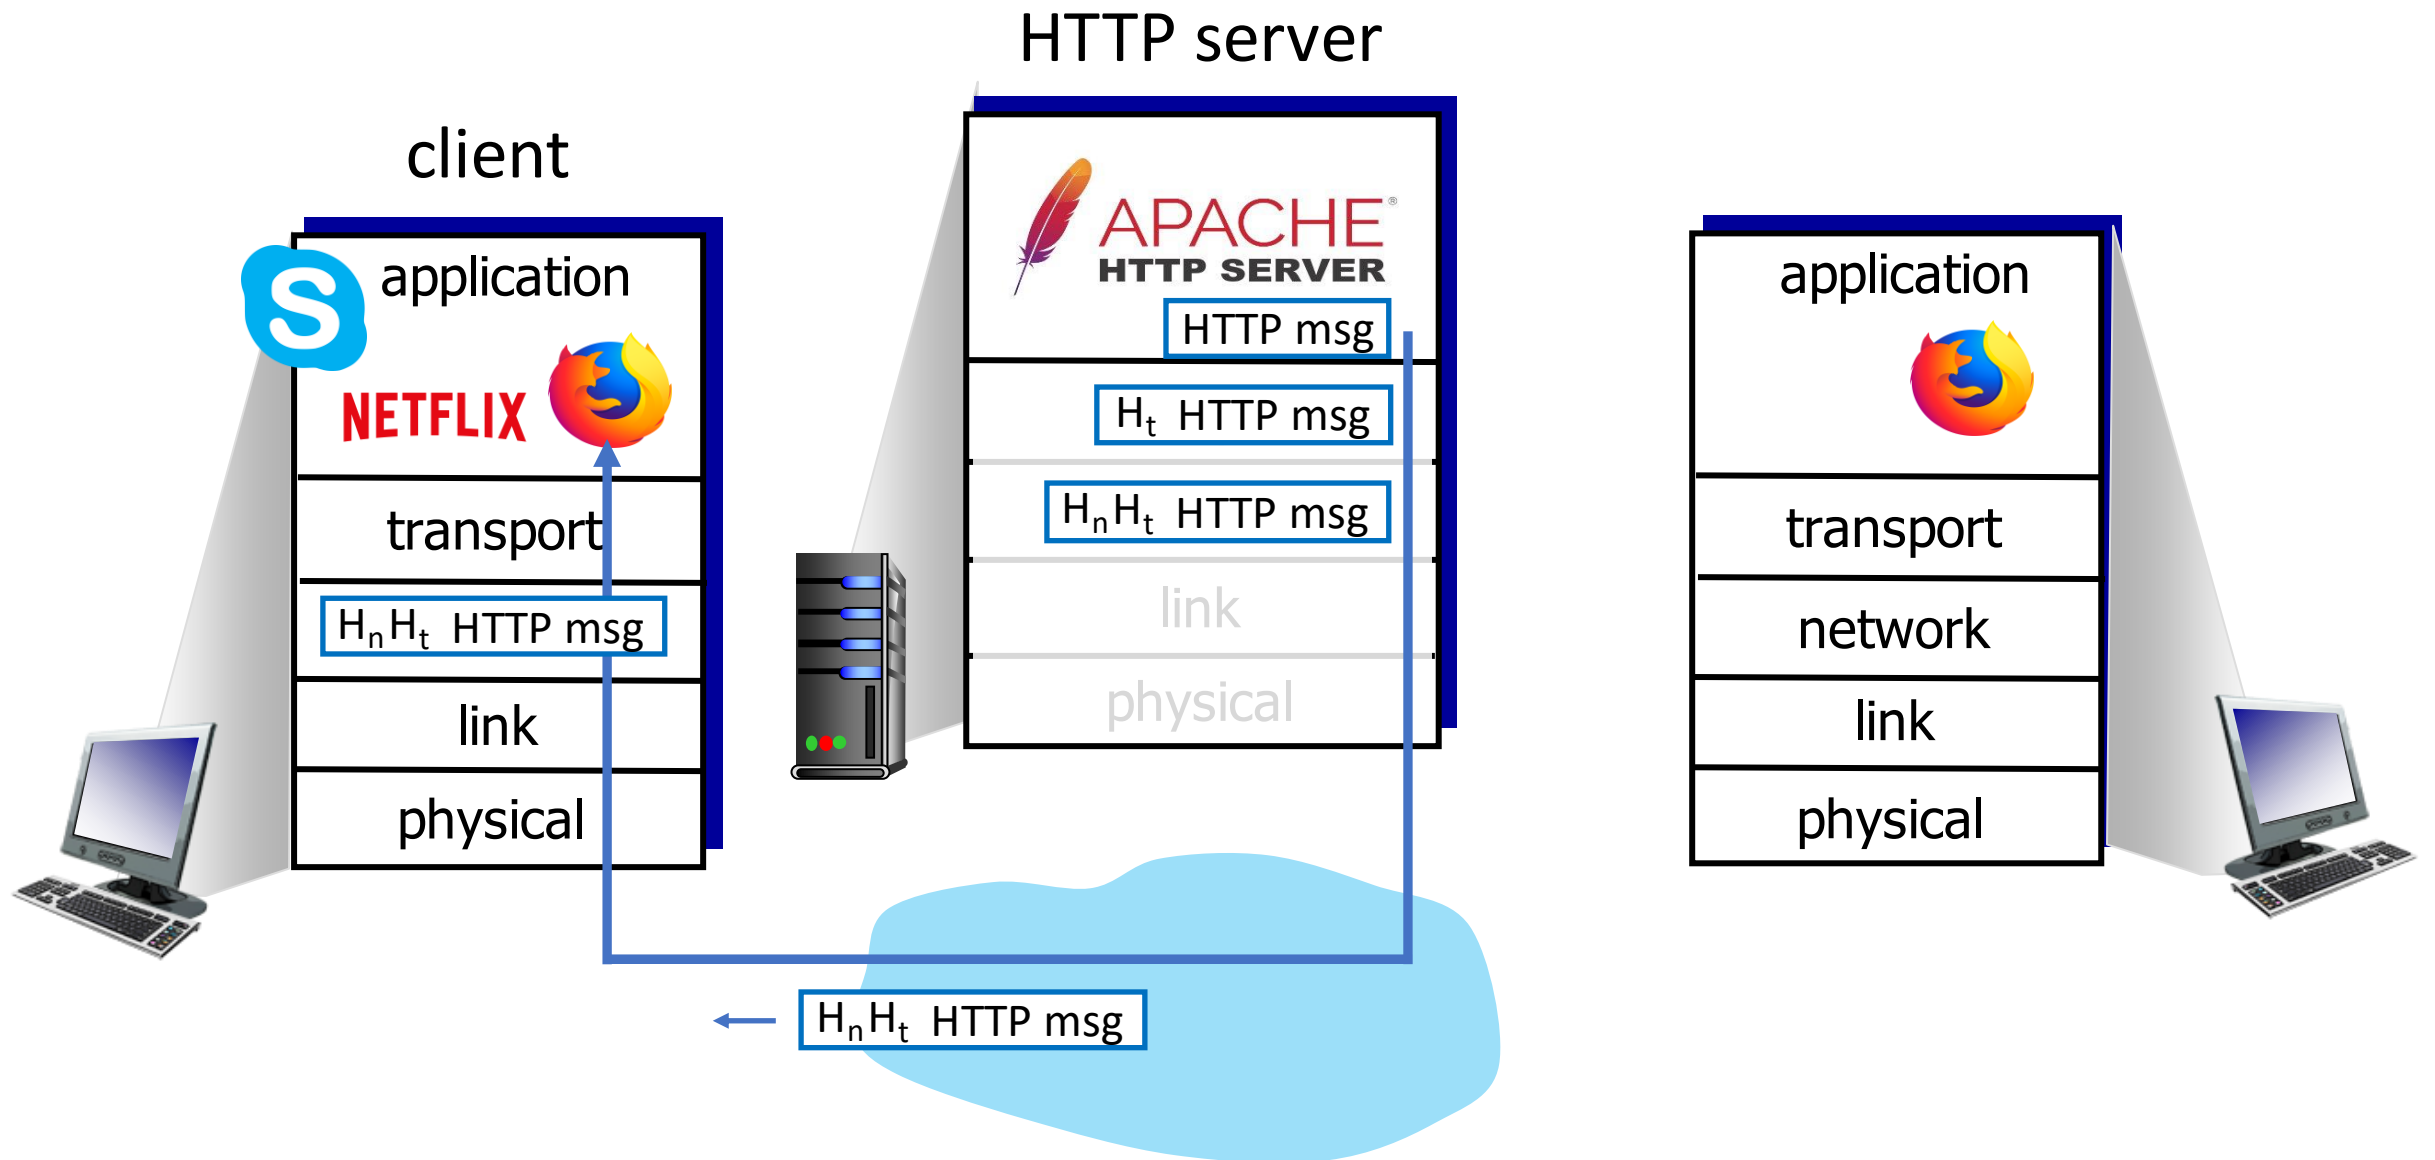 HTTP server
client
APACHE®
HTTP SERVER
HTTP msg
Ht HTTP msg
HnHt HTTP msg
link
physical
S
application
NETFLIX
transport
HnHt HTTP msg
link
physical
HnHt HTTP msg
application
transport
network
link
physical